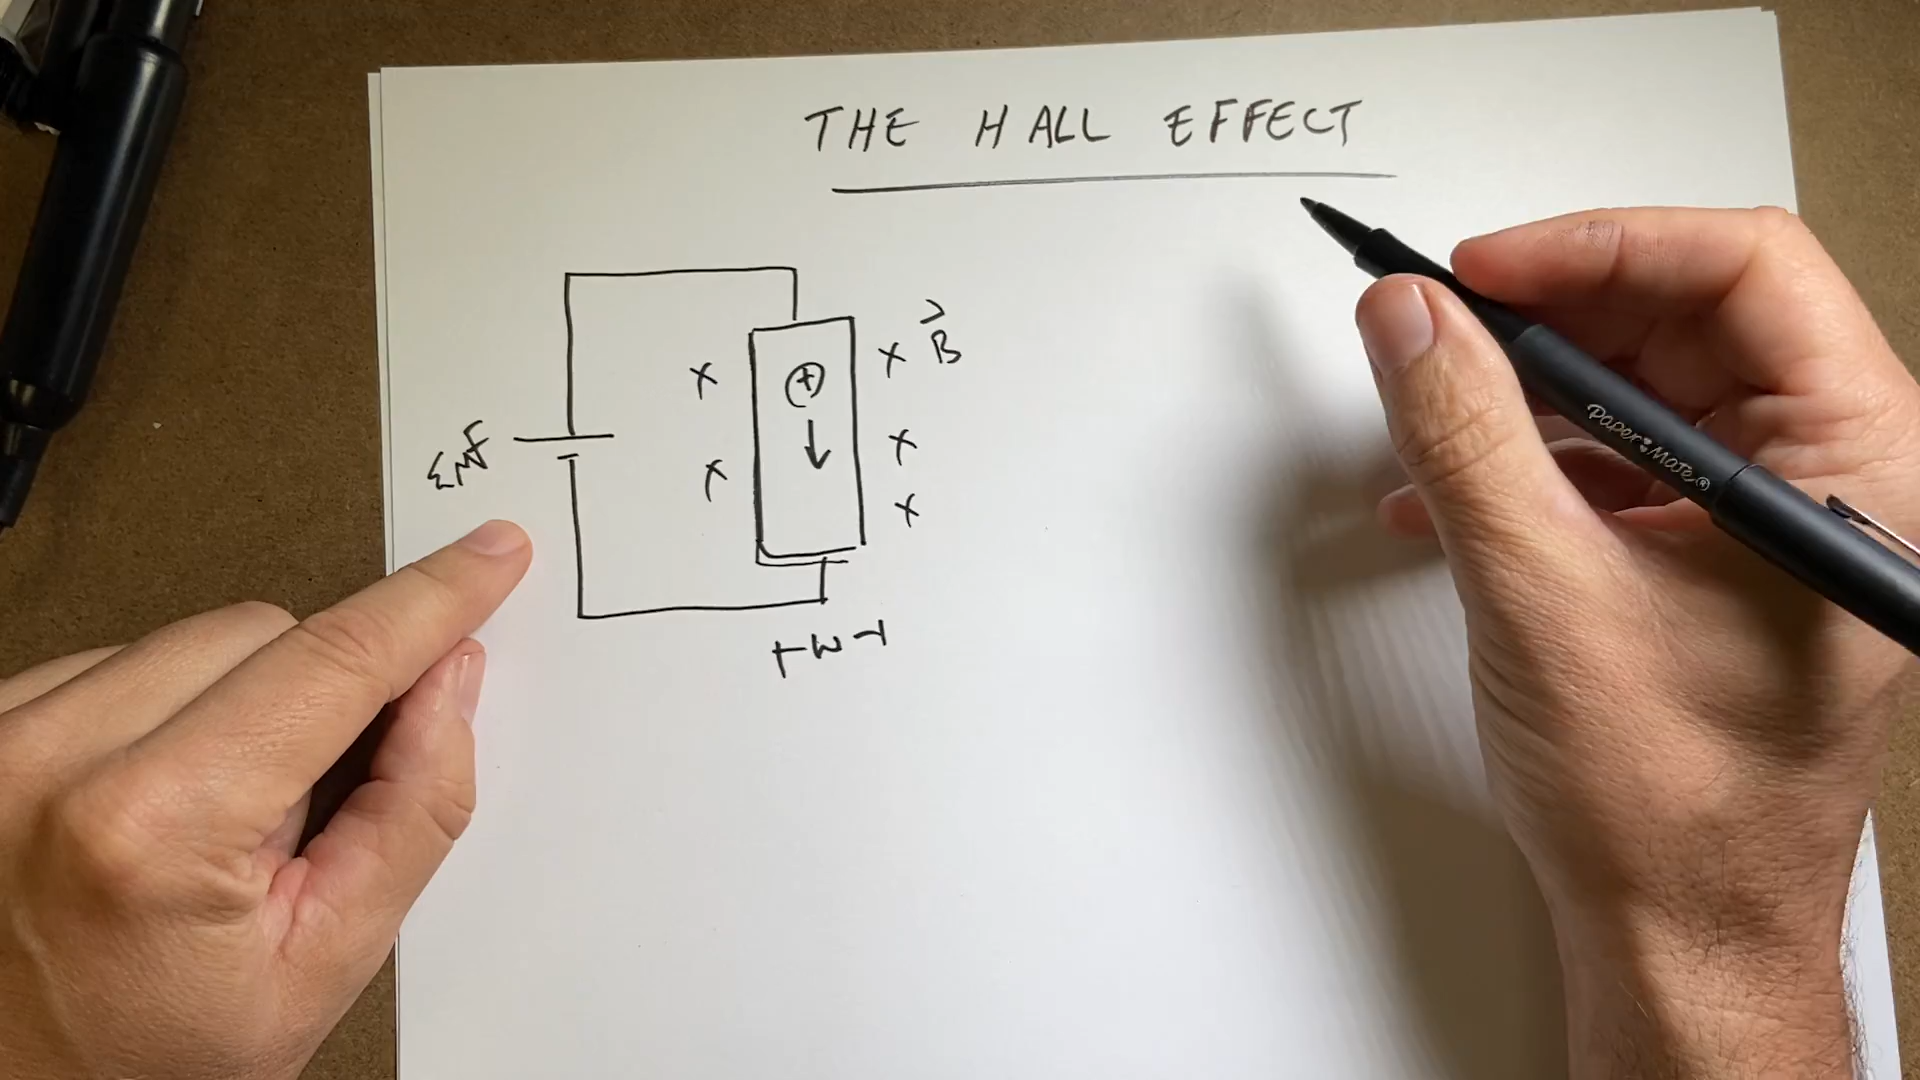 THE HALL EFFECT
x x B
EMF x x
x
W
Paper Mate